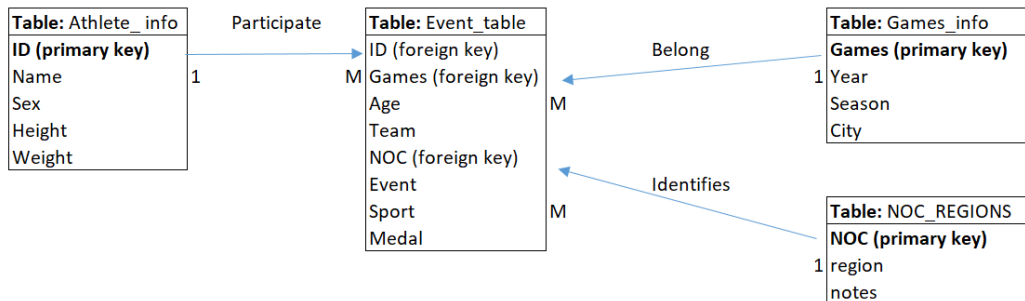 Table: Athlete_ info
ID (primary key)
Name
Sex
Height
Weight
Participate
1
M
Table: Event_table
ID (foreign key)
Games (foreign key)
Age
Team
NOC (foreign key)
Event
Sport
Medal
Belong
M
1
Table: Games_info
Games (primary key)
Year
Season
City
Identifies
M
1
Table: NOC_REGIONS
NOC (primary key)
region
notes